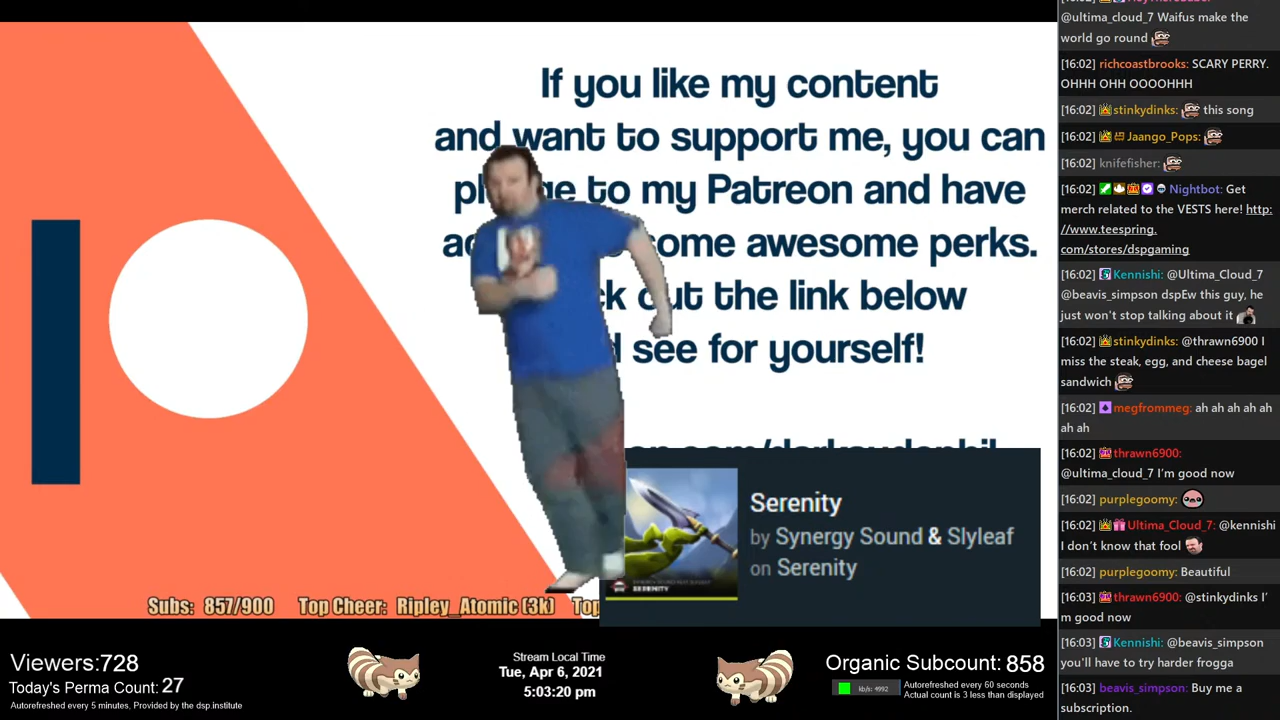 If you like my content
and want to support me, you can
to my Patreon and have
some awesome perks.
out the link below
see for yourself!
Serenity
by Synergy Sound & Slyleaf
on Serenity
SERENITY
Subs: 857/900 Top Cheer: Ripley_Atomic (3k) Top
Viewers:728
Today's Perma Count: 27
Autorefreshed every 5 minutes, Provided by the dsp.institute
Stream Local Time
Tue, Apr 6, 2021
5:03:20 pm
Organic Subcount: 858
kb/s: 4992
Autorefreshed every 60 seconds
Actual count is 3 less than displayed
@ultima_cloud_7 Waifus make the
world go round
[16:02] richcoastbrooks: SCARY PERRY.
OHHH OHH OOOOHHH
[16:02] stinkydinks: this song
[16:02] Jaango_Pops:
[16:02] knifefisher:
[16:02] Nightbot: Get
merch related to the VESTS here! http:
//www.teespring.
com/stores/dspgaming
[16:02] Kennishi: @Ultima_Cloud_7
@beavis_simpson dspEw this guy, he
just won't stop talking about it
[16:02] stinkydinks: @thrawn6900 I
miss the steak, egg, and cheese bagel
sandwich
[16:02] megfrommeg: ah ah ah ah ah
ah ah
[16:02] thrawn6900:
@ultima_cloud_7 I'm good now
[16:02] purplegoomy:
[16:02] Ultima_Cloud_7: @kennishi
I don't know that fool
[16:02] purplegoomy: Beautiful
[16:03] thrawn6900: @stinkydinks I'
m good now
[16:03] Kennishi: @beavis_simpson
you'll have to try harder frog,
[16:03] beavis_simpson: Buy me a
subscription.